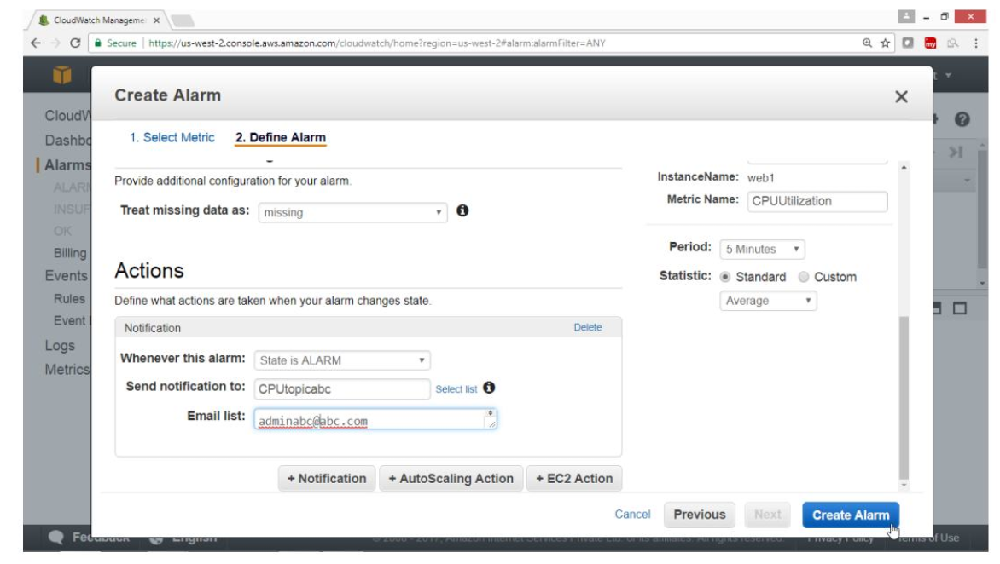 CloudWatch Managemen
Secure | https://us-west-2.console.aws.amazon.com/cloudwatch/home?region=us-west-2#alarm:alarmFilter=ANY
my
Create Alarm
CloudW
1. Select Metric 2. Define Alarm
Dashbo
Alarms
Provide additional configuration for your alarm.
InstanceName: web1
ALARM
Metric Name: CPUUtilization
Treat missing data as: missing
INSUF
OK
Billing
Period: 5 Minutes
Actions
Events
Statistic: Standard Custom
Rules
Define what actions are taken when your alarm changes state.
Average
Event
Notification Delete
Logs
Whenever this alarm: State is ALARM
Metrics
Send notification to: CPUtopicabc Select list
Email list: adminabc@abc.com
+ Notification + AutoScaling Action + EC2 Action
Cancel Previous Next Create Alarm
Feedback English © 2006 - 2017, Amazon Internet Services Private Ltd. or its affiliates. All rights reserved. Privacy Policy Terms of Use